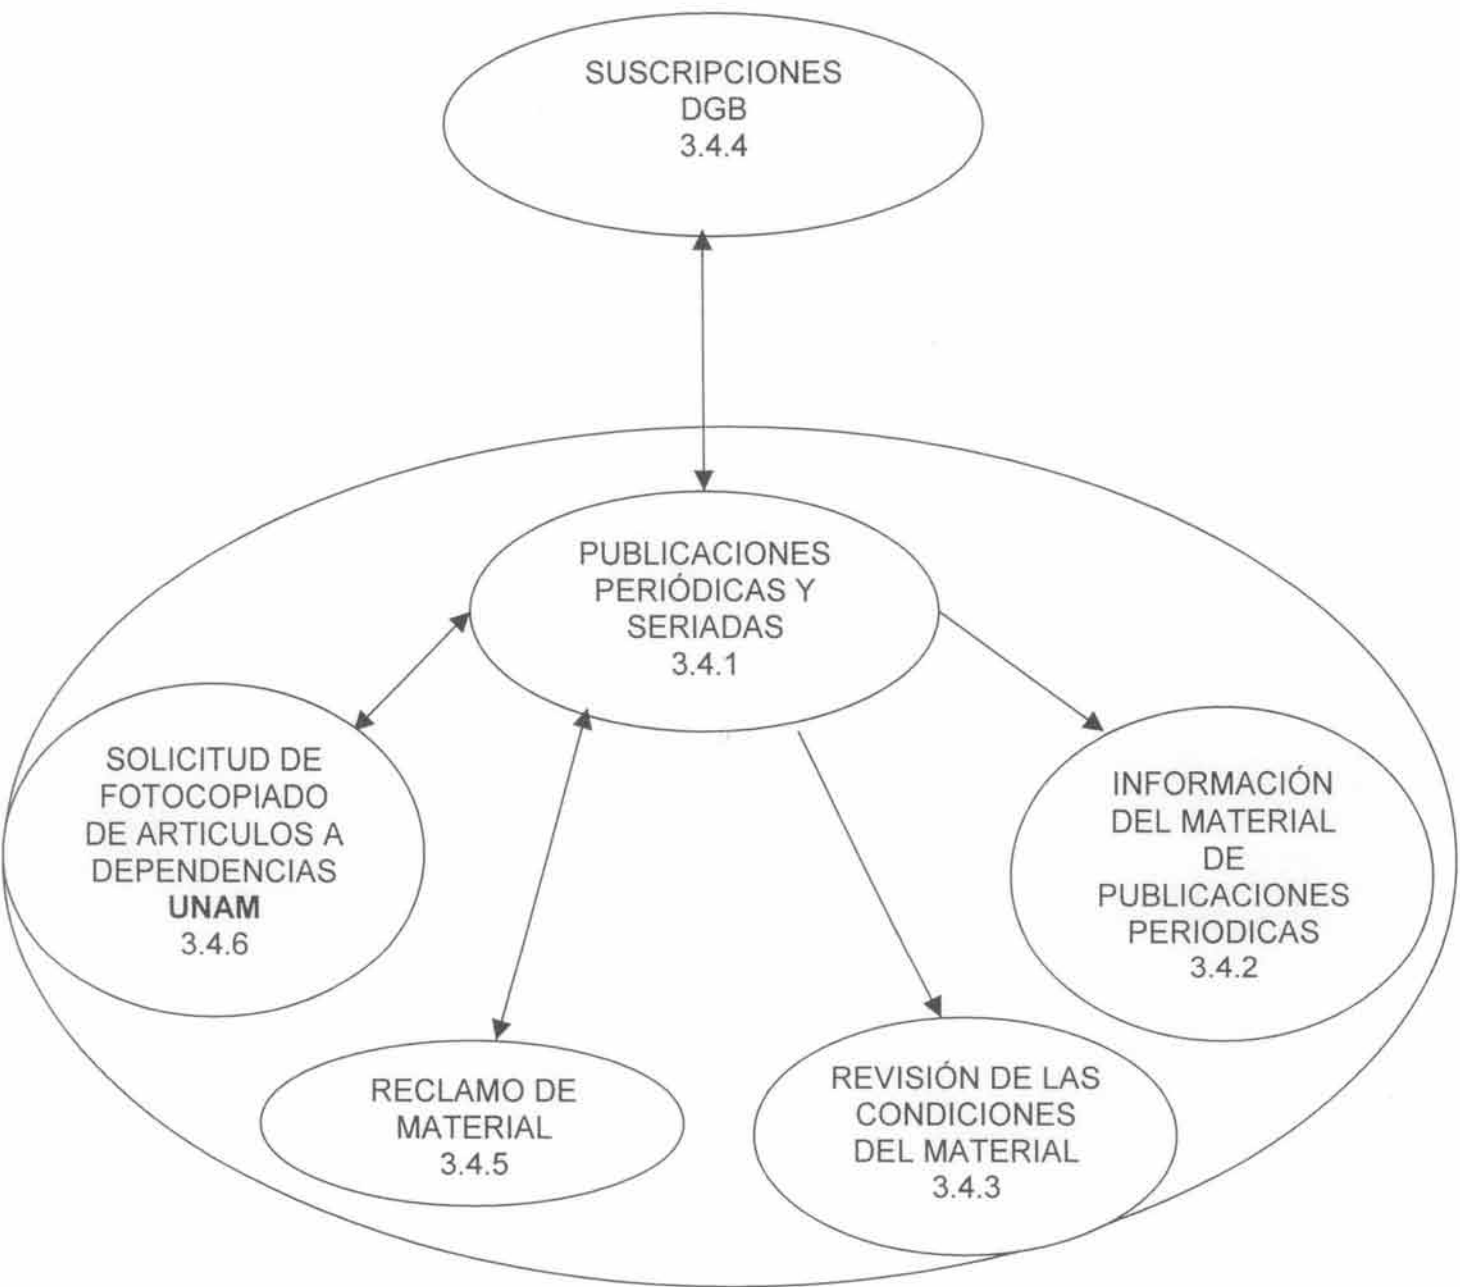 SUSCRIPCIONES
DGB
3.4.4
PUBLICACIONES
PERIÓDICAS Y
SERIADAS
3.4.1
SOLICITUD DE
FOTOCOPIADO
DE ARTICULOS A
DEPENDENCIAS
UNAM
3.4.6
INFORMACIÓN
DEL MATERIAL
DE
PUBLICACIONES
PERIODICAS
3.4.2
RECLAMO DE
MATERIAL
3.4.5
REVISIÓN DE LAS
CONDICIONES
DEL MATERIAL
3.4.3